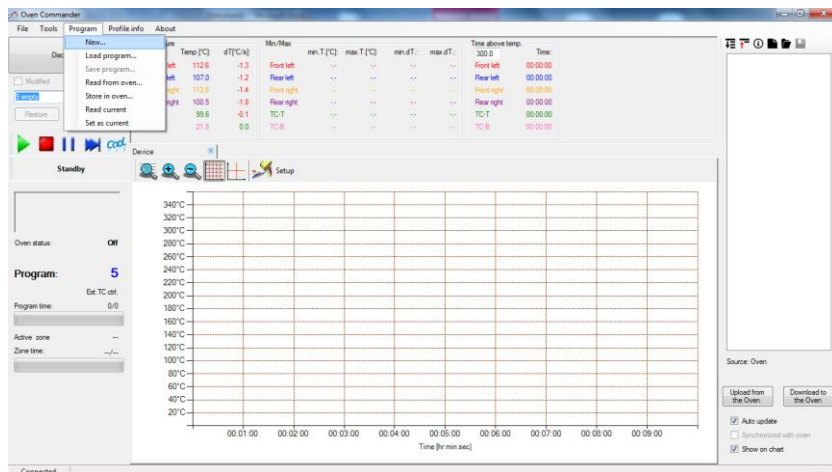 Oven Commander
File Tools Program Profile info About
New...
Load program...
Save program...
Read from oven...
Store in oven...
Read current
Set as current
Modified
Restore
Cool
Standby
Oven status: Off
Program: 5
Ext.TC ctrl.
Program time: 0/0
Active zone --
Zone time: --/--
Temp.[°C] dT[°C/s]:
112.6 -1.3
107.0 -1.2
113.5 -1.4
100.5 -1.8
99.6 -0.1
21.8 0.0
Min/Max
min.T.[°C]: max.T.[°C]: min.dT.: max.dT.:
Front left -.- -.- -.- -.-
Rear left -.- -.- -.- -.-
Front right -.- -.- -.- -.-
Rear right -.- -.- -.- -.-
TC-T -.- -.- -.- -.-
TC-B -.- -.- -.- -.-
Time above temp.
300.0 Time:
Front left 00:00:00
Rear left 00:00:00
Front right 00:00:00
Rear right 00:00:00
TC-T 00:00:00
TC-B 00:00:00
Device
Setup
340°C
320°C
300°C
280°C
260°C
240°C
220°C
200°C
180°C
160°C
140°C
120°C
100°C
80°C
60°C
40°C
20°C
00:01:00 00:02:00 00:03:00 00:04:00 00:05:00 00:06:00 00:07:00 00:08:00 00:09:00
Time [hr:min:sec]
Source: Oven
Upload from
the Oven
Download to
the Oven
Auto update
Synchronized with oven
Show on chart
Connected